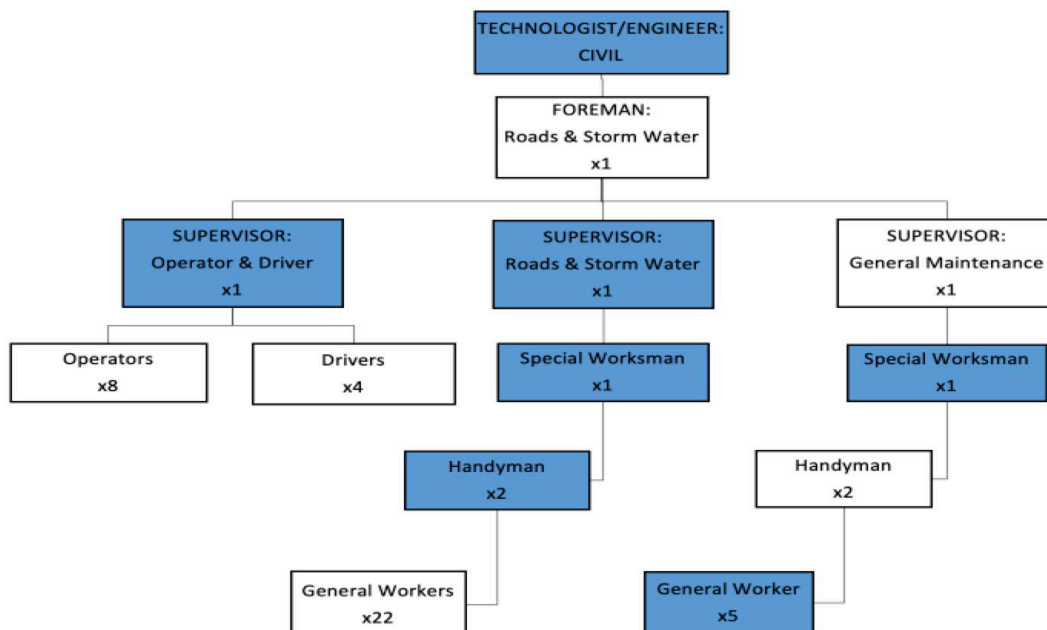 TECHNOLOGIST/ENGINEER:
CIVIL
FOREMAN:
Roads & Storm Water
x1
SUPERVISOR:
Operator & Driver
x1
SUPERVISOR:
Roads & Storm Water
x1
SUPERVISOR:
General Maintenance
x1
Operators
x8
Drivers
x4
Special Worksman
x1
Special Worksman
x1
Handyman
x2
Handyman
x2
General Workers
x22
General Worker
x5